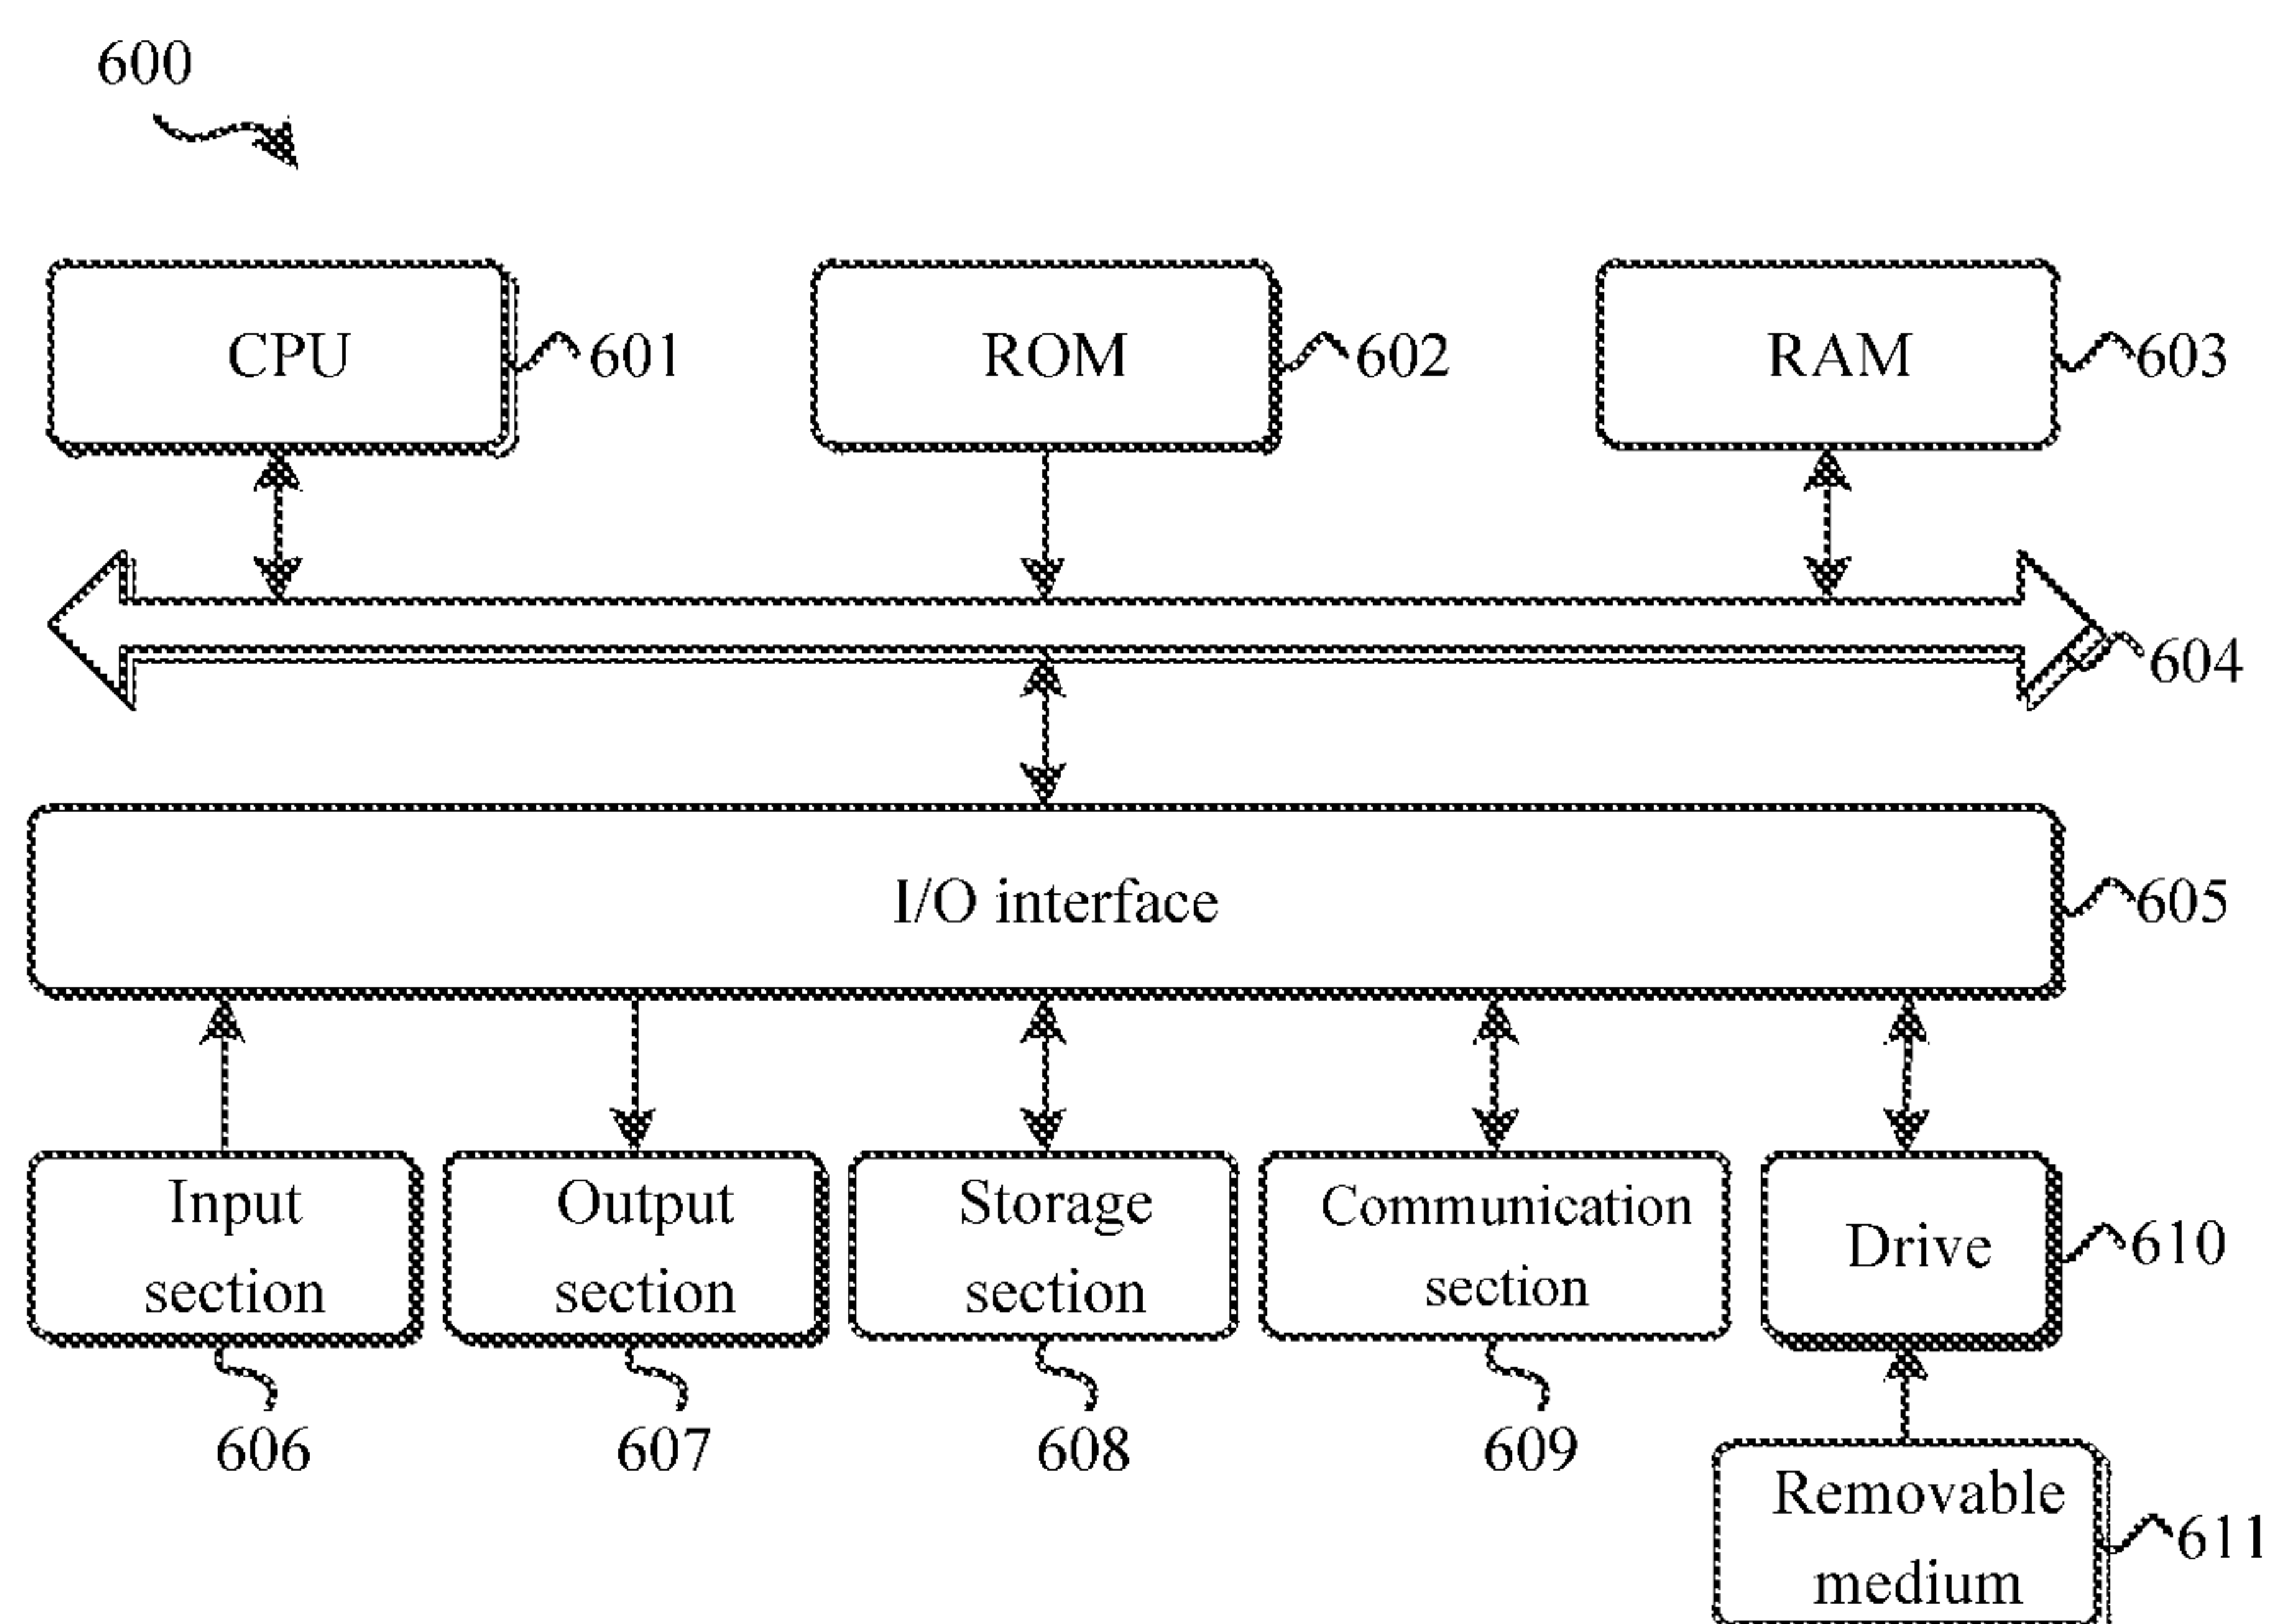 600
CPU
601
ROM
602
RAM
603
604
I/O interface
605
Input
section
Output
section
Storage
section
Communication
section
Drive
610
606
607
608
609
Removable
medium
611